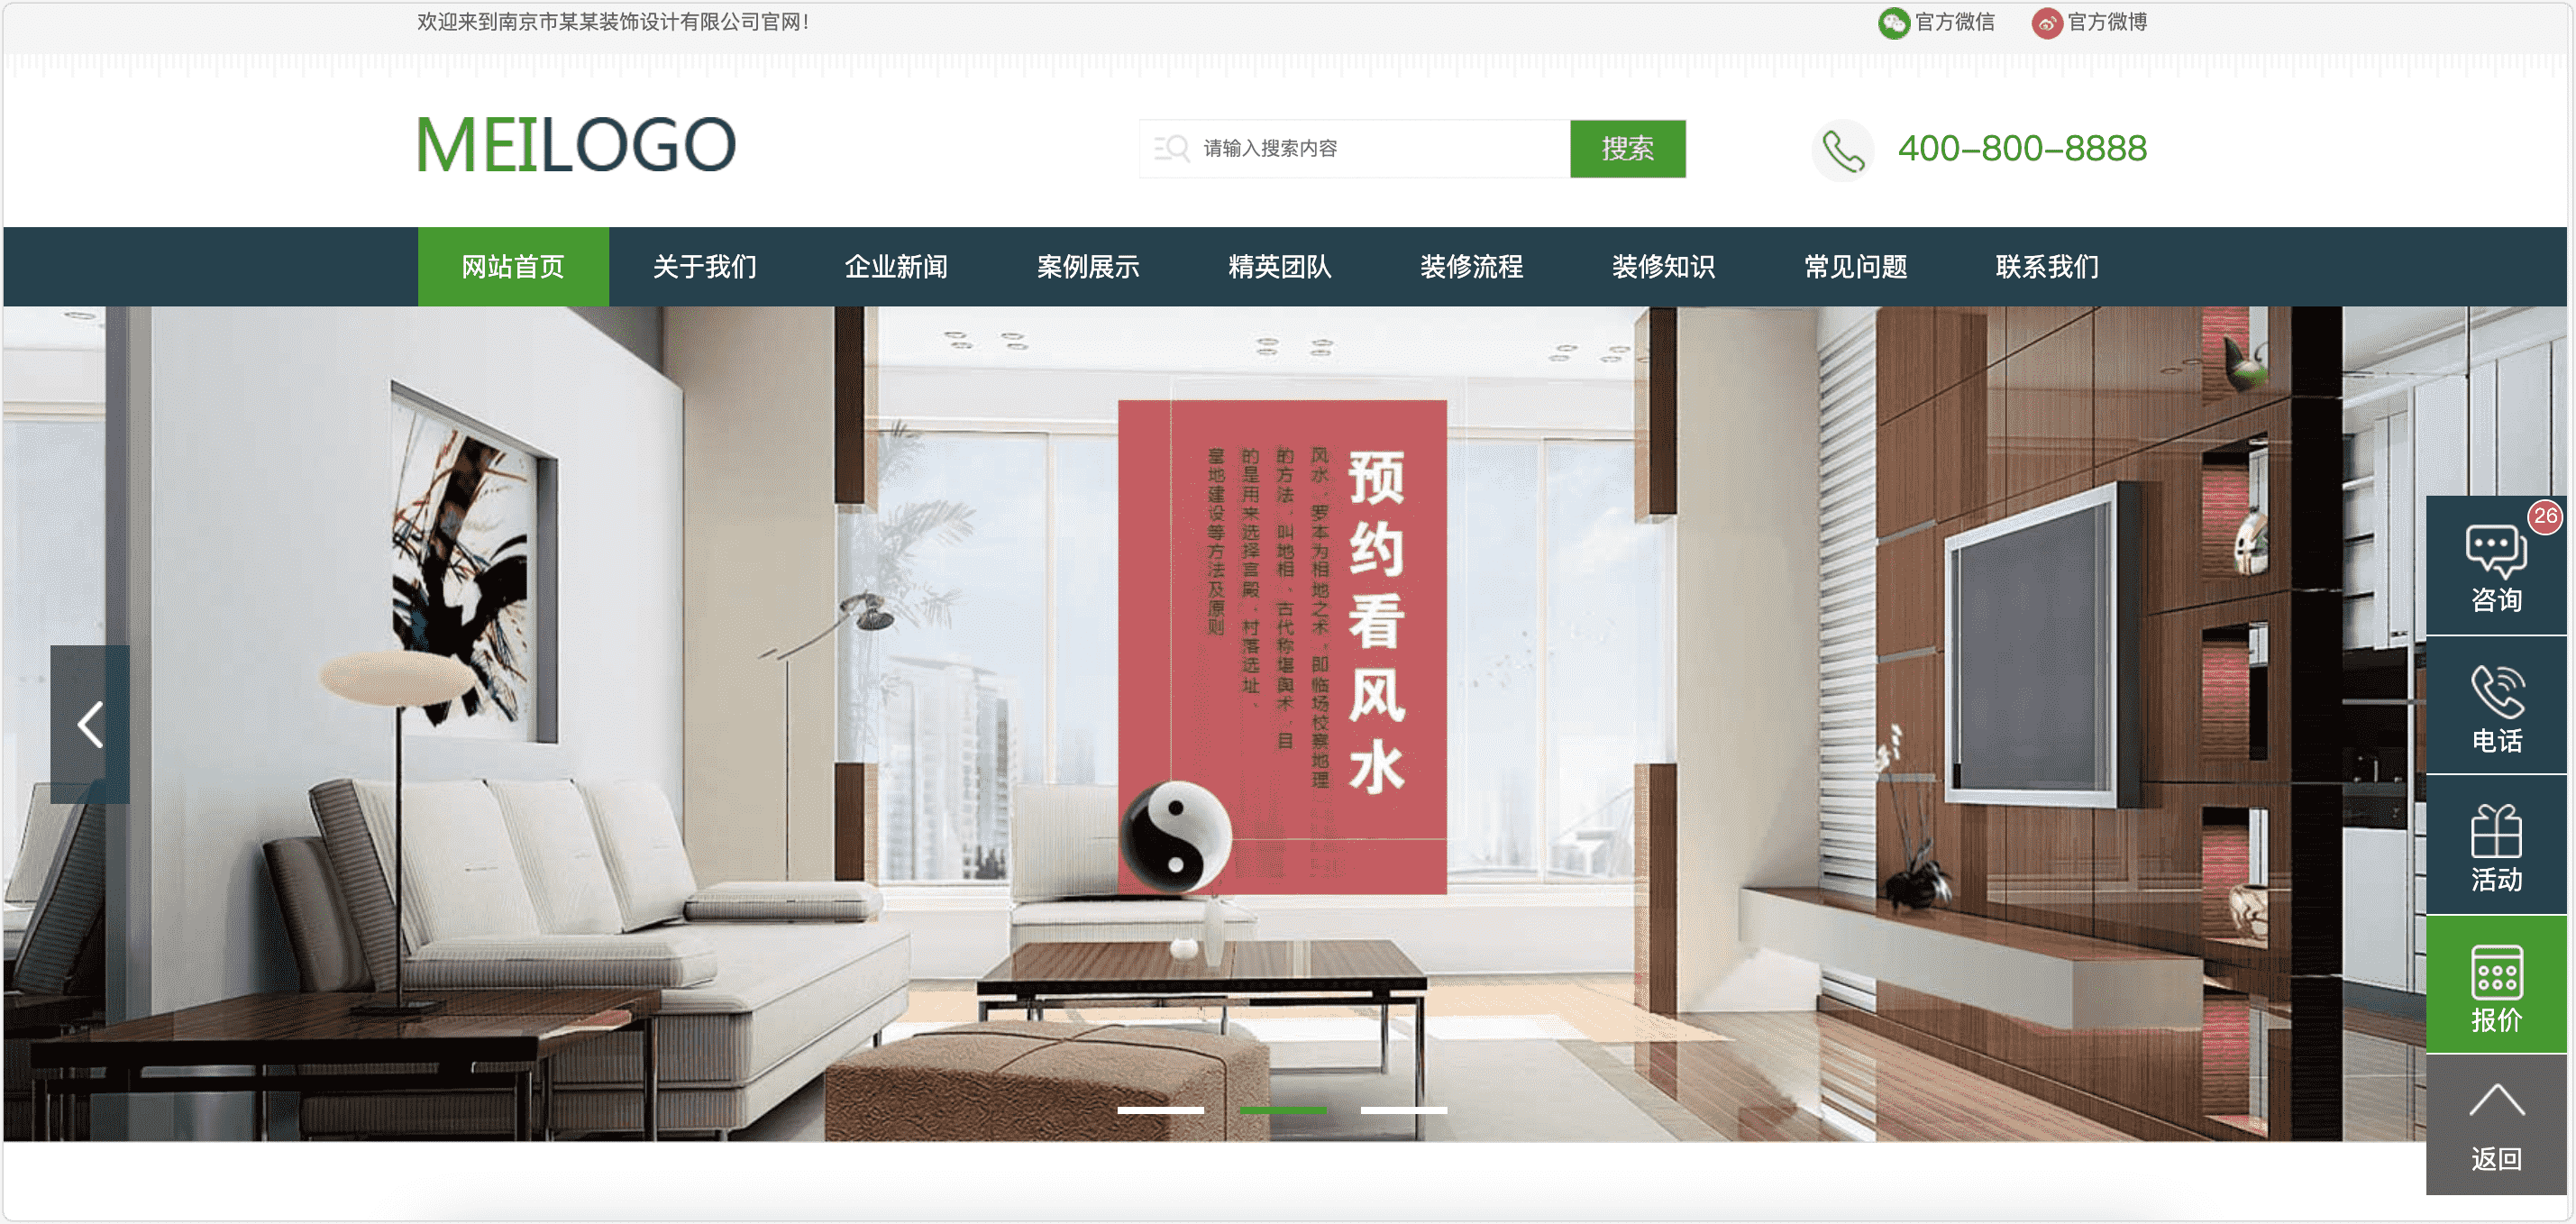 欢迎来到南京市某某装饰设计有限公司官网！
官方微信
官方微博
MEILOGO
请输入搜索内容
搜索
400-800-8888
网站首页
关于我们
企业新闻
案例展示
精英团队
装修流程
装修知识
常见问题
联系我们
预约看风水
风水，罗本为相地之术，即临场校察地理
的方法，叫地相、古代称堪舆术，目
的是用来选择宫殿、村落选址、
墓地建设等方法及原则
26
咨询
电话
活动
报价
返回